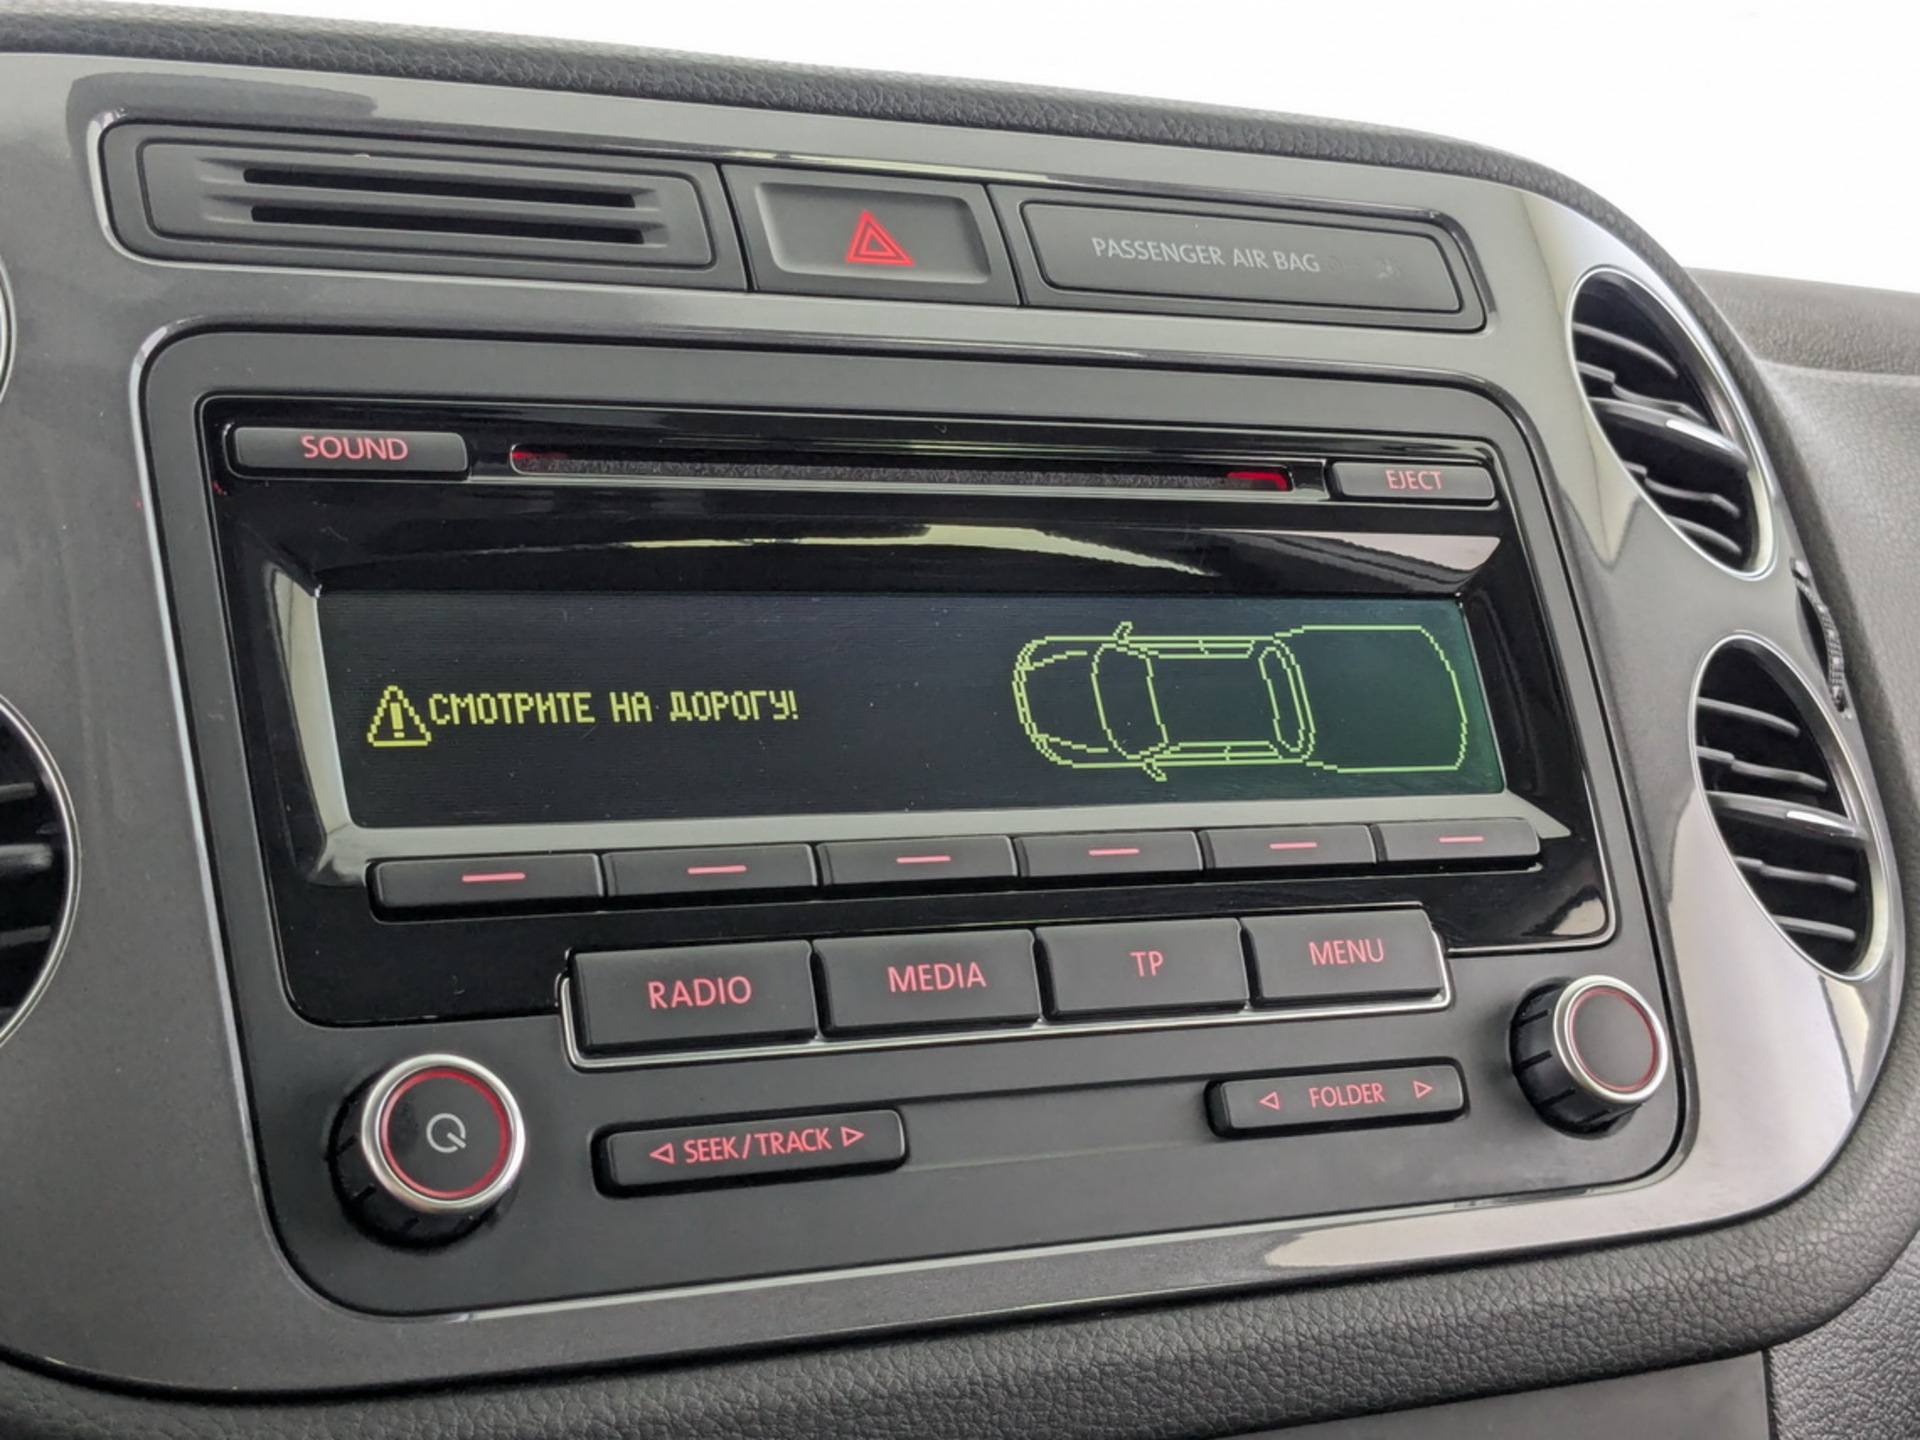 PASSENGER AIR BAG
SOUND
EJECT
СМОТРИТЕ НА ДОРОГУ!
RADIO
MEDIA
TP
MENU
SEEK/TRACK
FOLDER